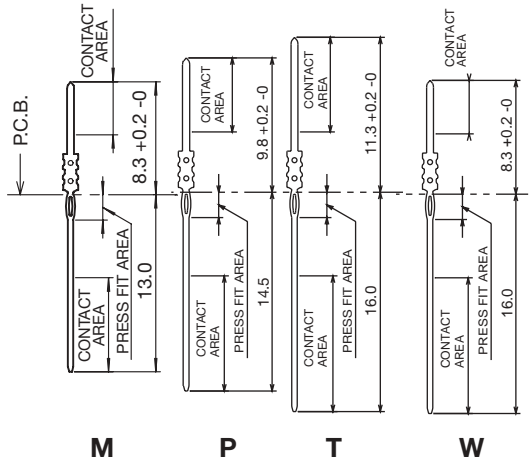 P.C.B.
CONTACT
AREA
8.3 +0.2 -0
PRESS FIT AREA
13.0
CONTACT
AREA
M
CONTACT
AREA
9.8 +0.2 -0
PRESS FIT AREA
14.5
CONTACT
AREA
P
CONTACT
AREA
11.3 +0.2 -0
PRESS FIT AREA
16.0
CONTACT
AREA
T
CONTACT
AREA
8.3 +0.2 -0
PRESS FIT AREA
16.0
CONTACT
AREA
W